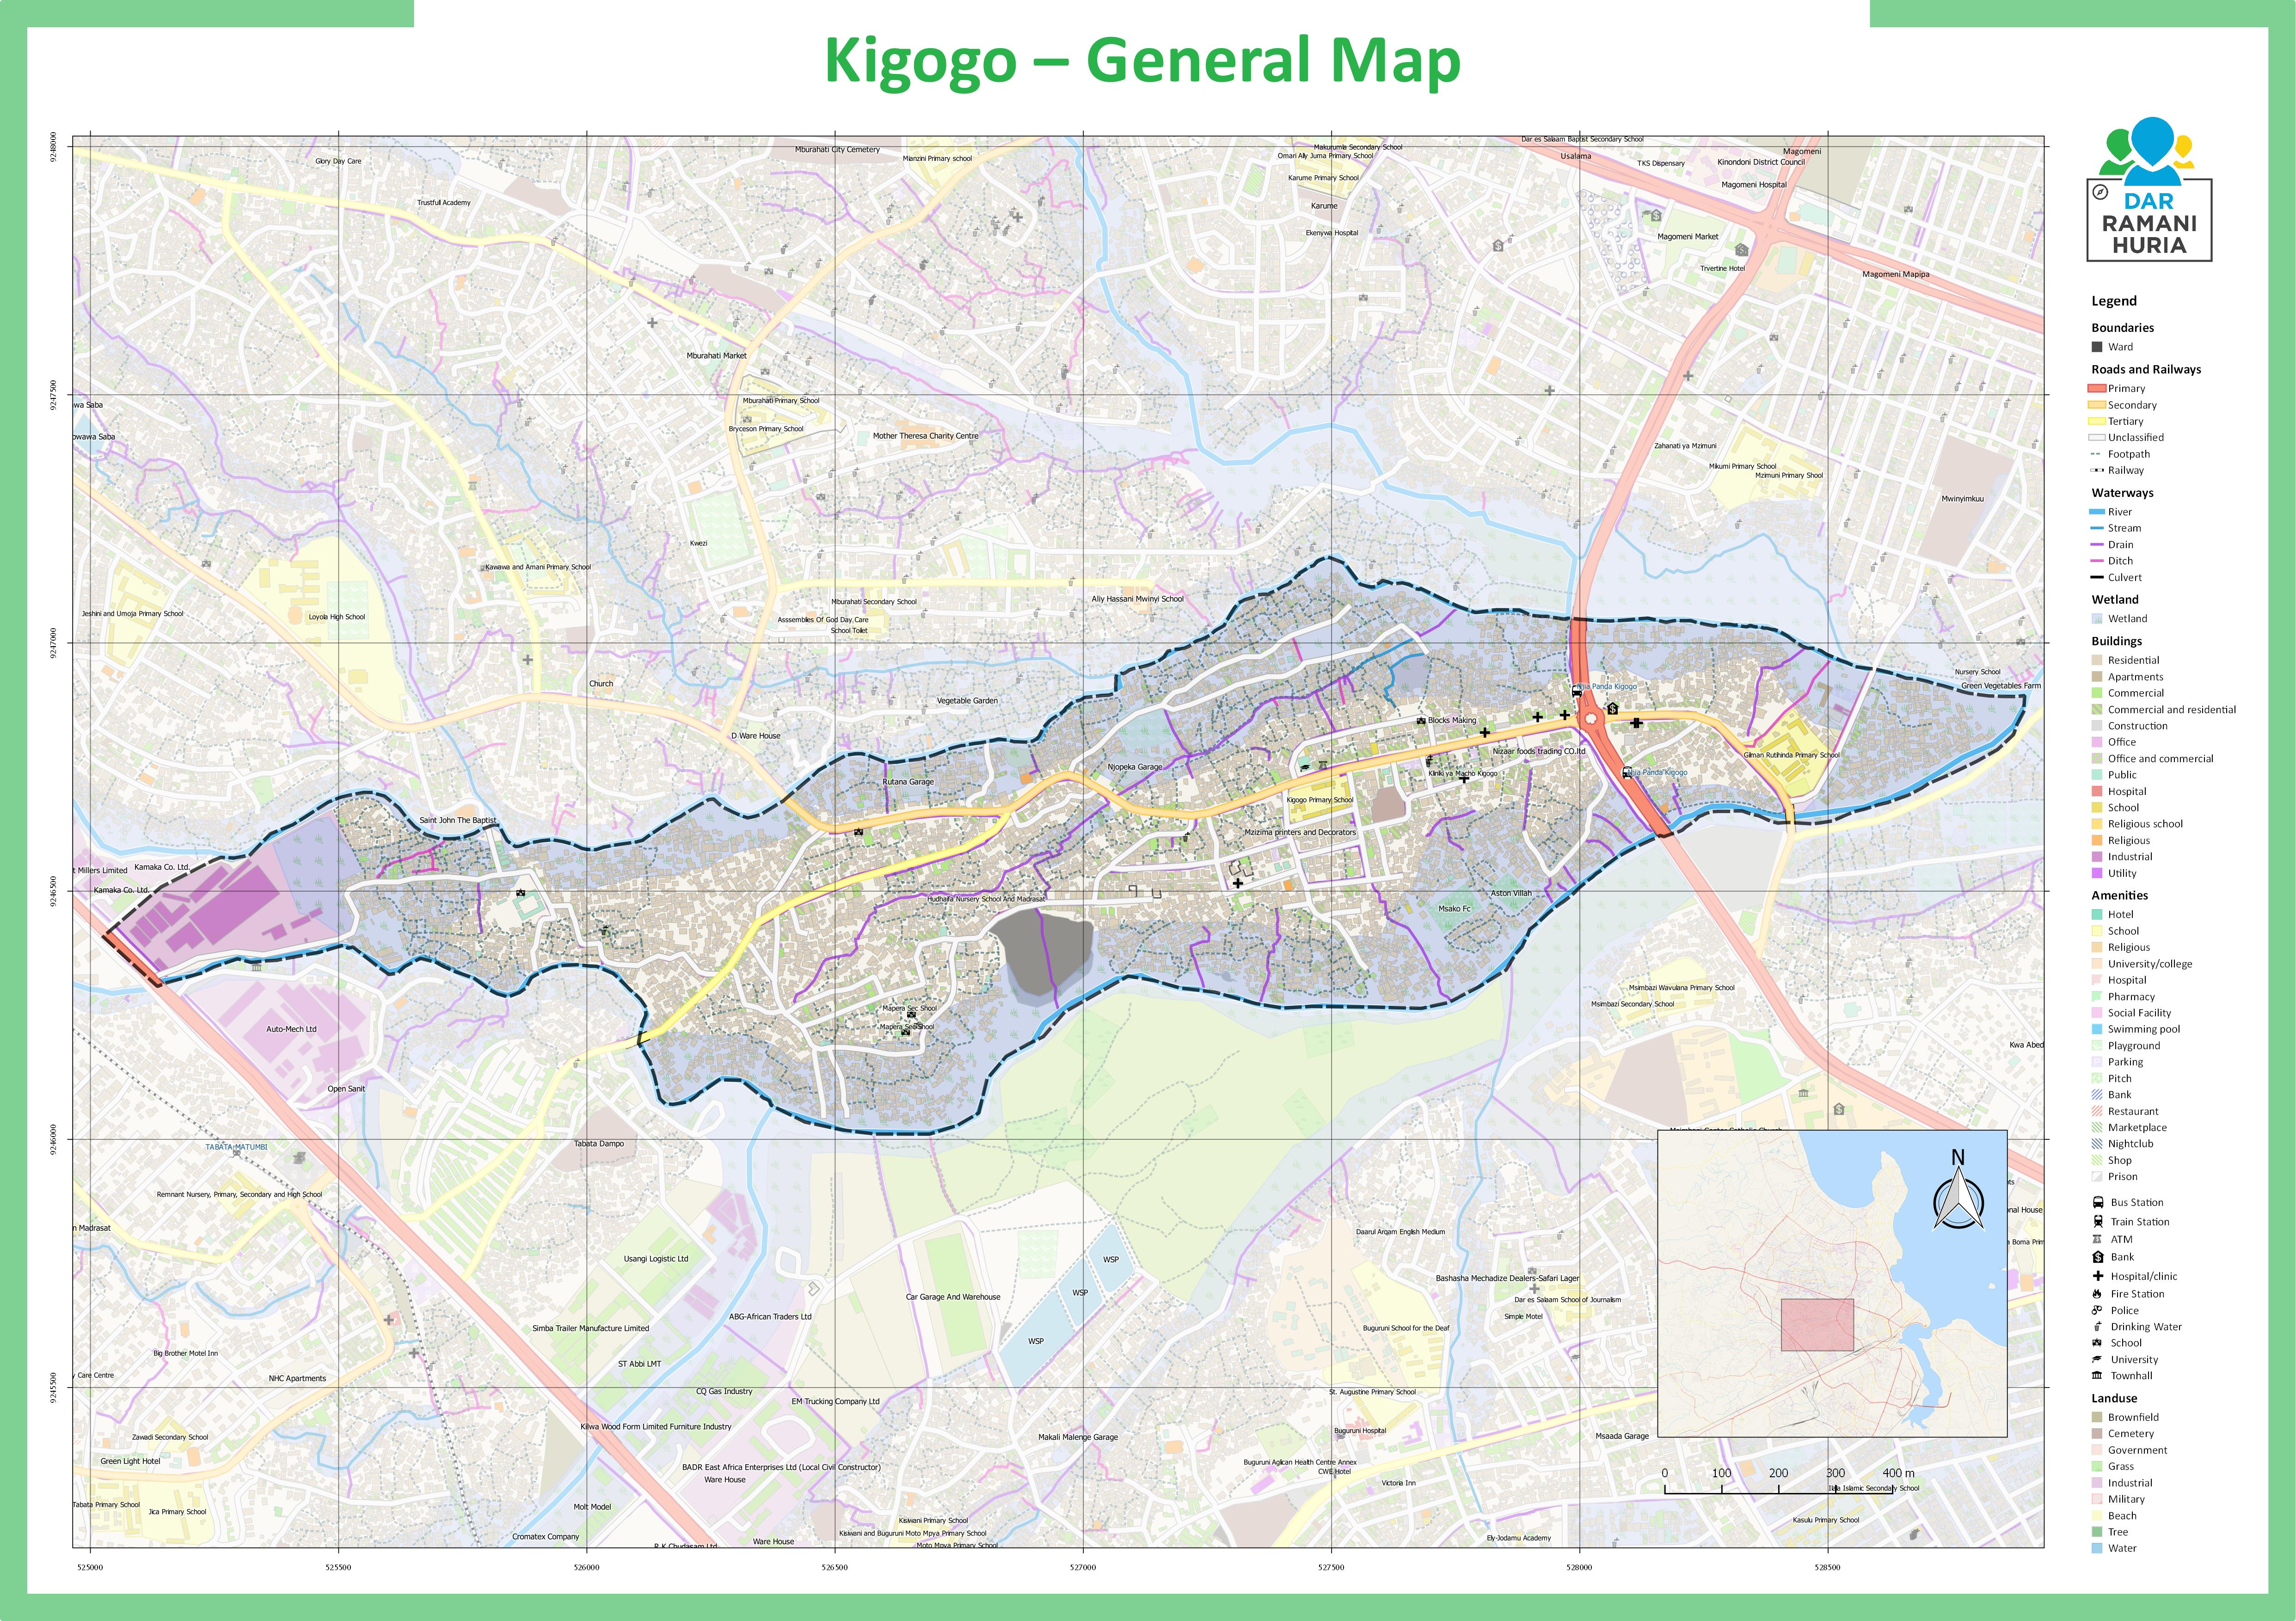 Kigogo – General Map
DAR
RAMANI
HURIA
Legend
Boundaries
Ward
Roads and Railways
Primary
Secondary
Tertiary
Unclassified
Footpath
Railway
Waterways
River
Stream
Drain
Ditch
Culvert
Wetland
Wetland
Buildings
Residential
Apartments
Commercial
Commercial and residential
Construction
Office
Office and commercial
Public
Hospital
School
Religious school
Religious
Industrial
Utility
Amenities
Hotel
School
Religious
University/college
Hospital
Pharmacy
Social Facility
Swimming pool
Playground
Parking
Pitch
Bank
Restaurant
Marketplace
Nightclub
Shop
Prison
Bus Station
Train Station
ATM
Bank
Hospital/clinic
Fire Station
Police
Drinking Water
School
University
Townhall
Landuse
Brownfield
Cemetery
Government
Grass
Industrial
Military
Beach
Tree
Water
9248000
9247500
9247000
9246500
9246000
9245500
525000
525500
526000
526500
527000
527500
528000
528500
Glory Day Care
Mburahati City Cemetery
Mianzini Primary school
Makurumla Secondary School
Omari Ally Juma Primary School
Dar es Salaam Baptist Secondary School
Usalama
TKS Dispensary
Kinondoni District Council
Magomeni
Karume Primary School
Magomeni Hospital
Trustfull Academy
Karume
Ekenywa Hospital
Magomeni Market
Trvertine Hotel
Magomeni Mapipa
Mburahati Market
Mburahati Primary School
Bryceson Primary School
Mother Theresa Charity Centre
wa Saba
owawa Saba
Zahanati ya Mzimuni
Mikumi Primary School
Mzimuni Primary Shool
Mwinyimkuu
Kwezi
Kawawa and Amani Primary School
Jeshini and Umoja Primary School
Loyola High School
Mburahati Secondary School
Aliy Hassani Mwinyi School
Asssembles Of God Day Care
School Toilet
Church
Vegetable Garden
Nursery School
Green Vegetables Farm
D Ware House
Njia Panda Kigogo
Blocks Making
Nizaar foods trading CO.ltd
Gilman Rutihinda Primary School
Njopeka Garage
Rutana Garage
Kliniki ya Macho Kigogo
Njia Panda Kigogo
Kigogo Primary School
Saint John The Baptist
Mzizima printers and Decorators
t Millers Limited
Kamaka Co. Ltd.
Kamaka Co. Ltd.
Hudhaifa Nursery School And Madrasat
Aston Villah
Msako Fc
Msimbazi Wavulana Primary School
Msimbazi Secondary School
Mapera Sec Shool
Mapera Sec Shool
Auto-Mech Ltd
Kwa Abed
Open Sanit
Tabata Dampo
TABATA MATUMBI
Remnant Nursery, Primary, Secondary and High School
n Madrasat
Daarul Arqam English Medium
Usangi Logistic Ltd
WSP
WSP
WSP
Bashasha Mechadize Dealers-Safari Lager
Car Garage And Warehouse
Dar es Salaam School of Journalism
Simple Motel
ABG-African Traders Ltd
Simba Trailer Manufacture Limited
Buguruni School for the Deaf
Big Brother Motel Inn
ST Abbi LMT
y Care Centre
NHC Apartments
CQ Gas Industry
EM Trucking Company Ltd
St. Augustine Primary School
Kilwa Wood Form Limited Furniture Industry
Zawadi Secondary School
Makali Malenge Garage
Buguruni Hospital
Msaada Garage
Green Light Hotel
BADR East Africa Enterprises Ltd (Local Civil Constructor)
Ware House
Buguruni Aglican Health Centre Annex
CWE Hotel
Victoria Inn
Tabata Primary School
Jica Primary School
Molt Model
Cromatex Company
R K Chudasam Ltd
Ware House
Kisiwani Primary School
Kisiwani and Buguruni Moto Mpya Primary School
Moto Mpya Primary School
Ely-Jodamu Academy
Kasulu Primary School
Islamic Secondary School
N
0 100 200 300 400 m